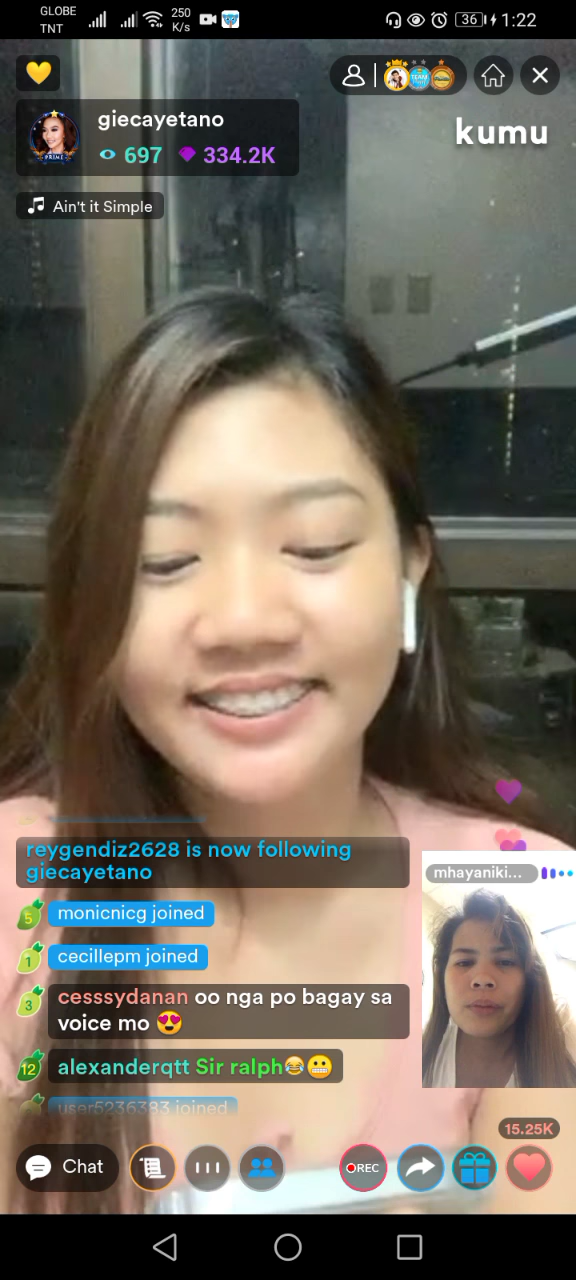 GLOBE
TNT
250
K/s
36
1:22
giecayetano
PRIME
697
334.2K
kumu
Ain't it Simple
reygendiz2628 is now following
giecayetano
mhayaniki...
5 monicnicg joined
1 cecillepm joined
3 cesssydanan oo nga po bagay sa
voice mo 😍
12 alexanderqtt Sir ralph😂😬
user5236383 joined
15.25K
Chat
REC